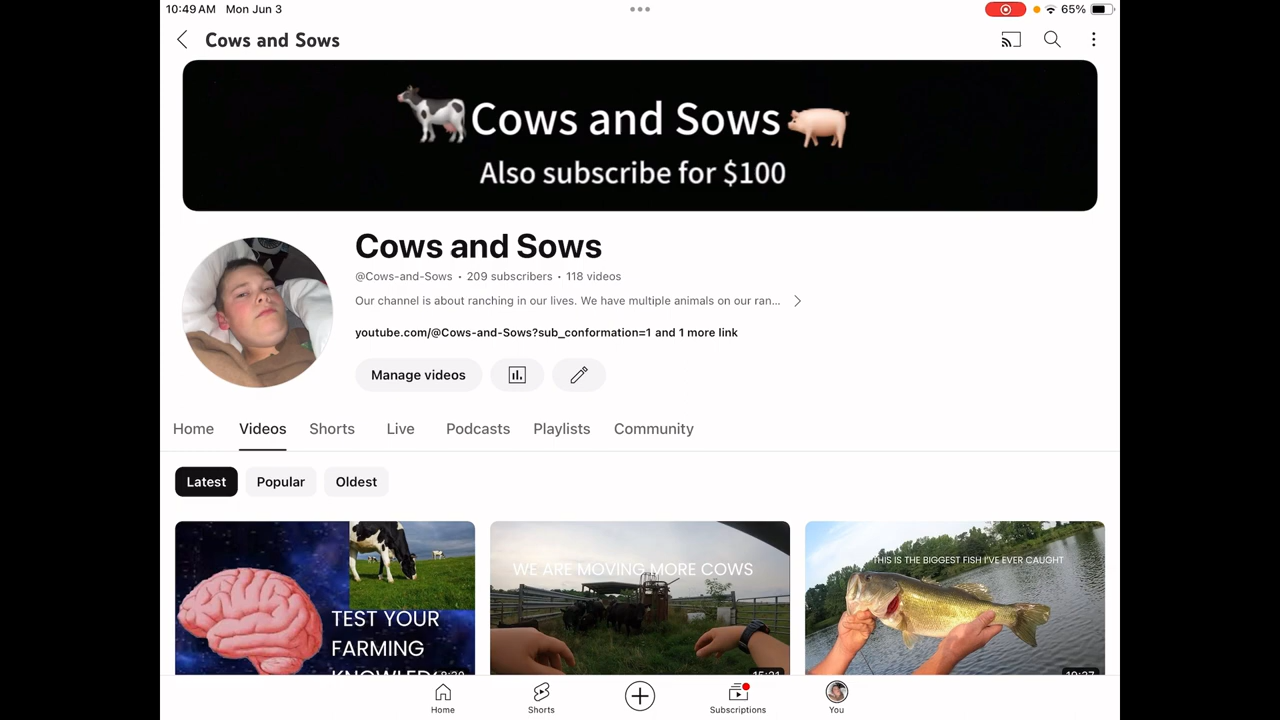 10:49 AM Mon Jun 3
65%
Cows and Sows
Cows and Sows
Also subscribe for $100
Cows and Sows
@Cows-and-Sows • 209 subscribers • 118 videos
Our channel is about ranching in our lives. We have multiple animals on our ran...
youtube.com/@Cows-and-Sows?sub_conformation=1 and 1 more link
Manage videos
Home Videos Shorts Live Podcasts Playlists Community
Latest Popular Oldest
TEST YOUR
FARMING
WE ARE MOVING MORE COWS
THIS IS THE BIGGEST FISH I'VE EVER CAUGHT
Home Shorts Subscriptions You